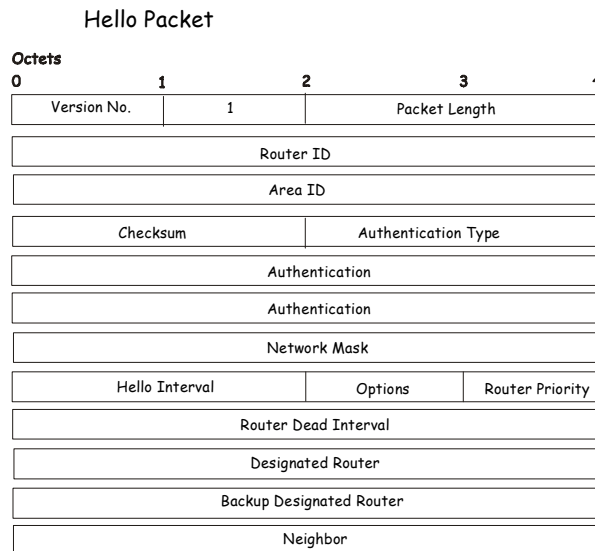 Hello Packet
Octets
0 1 2 3 4
Version No. 1 Packet Length
Router ID
Area ID
Checksum Authentication Type
Authentication
Authentication
Network Mask
Hello Interval Options Router Priority
Router Dead Interval
Designated Router
Backup Designated Router
Neighbor